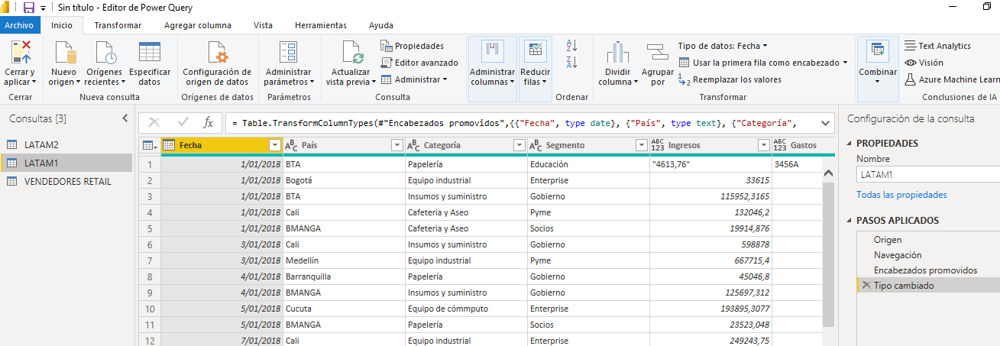 Sin título - Editor de Power Query
Archivo Inicio Transformar Agregar columna Vista Herramientas Ayuda
Cerrar y aplicar
Cerrar
Nuevo origen
Orígenes recientes
Especificar datos
Nueva consulta
Configuración de origen de datos
Orígenes de datos
Administrar parámetros
Parámetros
Actualizar vista previa
Propiedades
Editor avanzado
Administrar
Consulta
Administrar columnas
Reducir filas
Ordenar
Dividir columna
Agrupar por
Tipo de datos: Fecha
Usar la primera fila como encabezado
Reemplazar los valores
Transformar
Combinar
Text Analytics
Visión
Azure Machine Learn
Conclusiones de IA
Consultas [3]
LATAM2
LATAM1
VENDEDORES RETAIL
fx
= Table.TransformColumnTypes(#"Encabezados promovidos",{{"Fecha", type date}, {"País", type text}, {"Categoría",
Fecha ABC País ABC Categoría ABC Segmento ABC 123 Ingresos ABC 123 Gastos
1 1/01/2018 BTA Papelería Educación "4613,76" 3456A
2 1/01/2018 Bogotá Equipo industrial Enterprise 33615
3 1/01/2018 BTA Insumos y suministro Gobierno 115952,3165
4 1/01/2018 Cali Cafeteria y Aseo Pyme 132046,2
5 1/01/2018 BMANGA Cafeteria y Aseo Socios 19914,876
6 3/01/2018 Cali Insumos y suministro Gobierno 598878
7 3/01/2018 Medellín Equipo industrial Pyme 667715,4
8 4/01/2018 Barranquilla Papelería Gobierno 45046,8
9 4/01/2018 BMANGA Insumos y suministro Gobierno 125697,312
10 5/01/2018 Cucuta Equipo de cómmputo Enterprise 193895,3077
11 5/01/2018 BMANGA Papelería Socios 23523,048
12 7/01/2018 Cali Equipo industrial Enterprise 249243,75
Configuración de la consulta
PROPIEDADES
Nombre
LATAM1
Todas las propiedades
PASOS APLICADOS
Origen
Navegación
Encabezados promovidos
Tipo cambiado